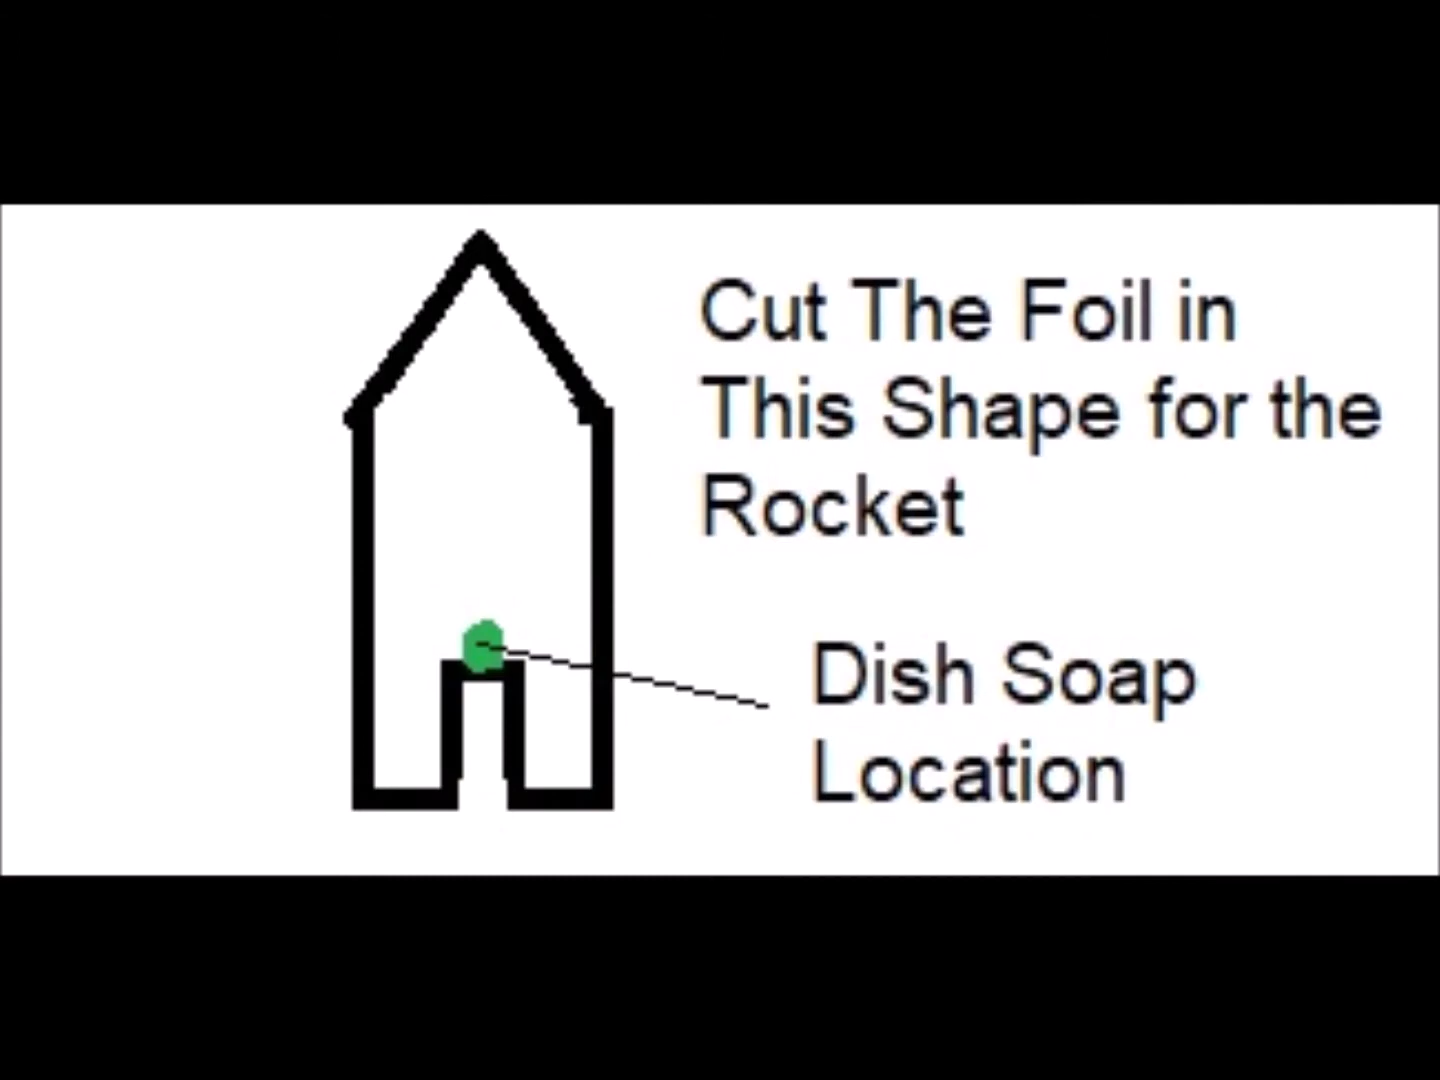 Cut The Foil in
This Shape for the
Rocket
Dish Soap
Location